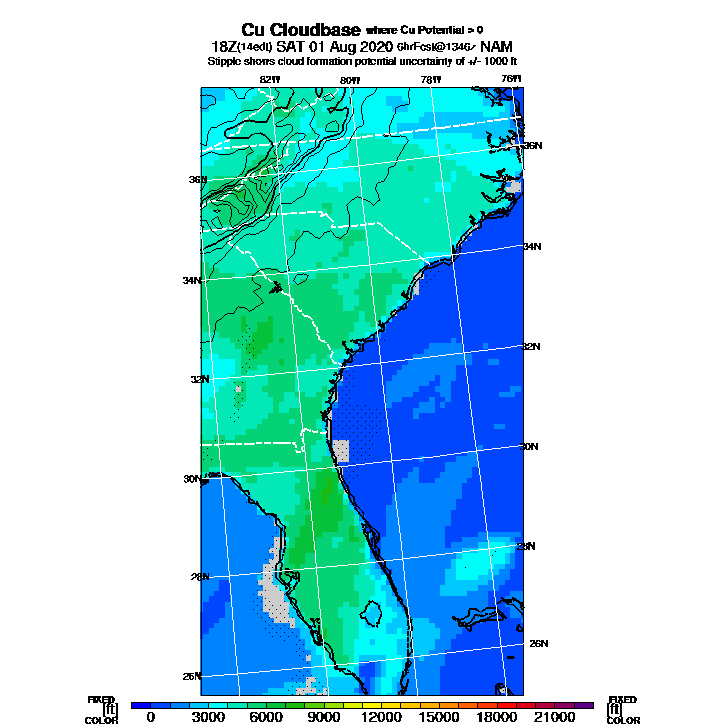 Cu Cloudbase where Cu Potential > 0
18Z(14edt) SAT 01 Aug 2020 6hrFcst@1346z NAM
Stipple shows cloud formation potential uncertainty of +/- 1000 ft
82W 80W 78W 76W
36N
36N
34N
34N
32N
32N
30N
30N
28N
28N
26N
26N
FIXED FIXED
[ft] [ft]
COLOR COLOR
0 3000 6000 9000 12000 15000 18000 21000